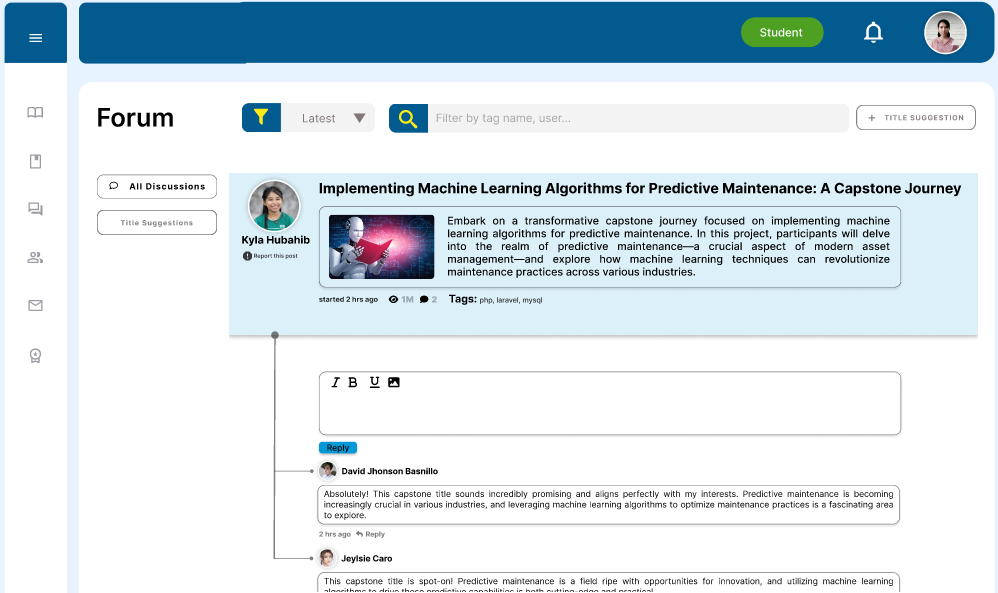 Student
Forum
Latest
Filter by tag name, user...
+ TITLE SUGGESTION
All Discussions
Title Suggestions
Implementing Machine Learning Algorithms for Predictive Maintenance: A Capstone Journey
Kyla Hubahib
Report this post
Embark on a transformative capstone journey focused on implementing machine
learning algorithms for predictive maintenance. In this project, participants will delve
into the realm of predictive maintenance—a crucial aspect of modern asset
management—and explore how machine learning techniques can revolutionize
maintenance practices across various industries.
started 2 hrs ago 1M 2 Tags: php, laravel, mysql
I B U
Reply
David Jhonson Basnillo
Absolutely! This capstone title sounds incredibly promising and aligns perfectly with my interests. Predictive maintenance is becoming
increasingly crucial in various industries, and leveraging machine learning algorithms to optimize maintenance practices is a fascinating area
to explore.
2 hrs ago Reply
Jeylsie Caro
This capstone title is spot-on! Predictive maintenance is a field ripe with opportunities for innovation, and utilizing machine learning
algorithms to drive these predictive capabilities is both cutting-edge and practical.